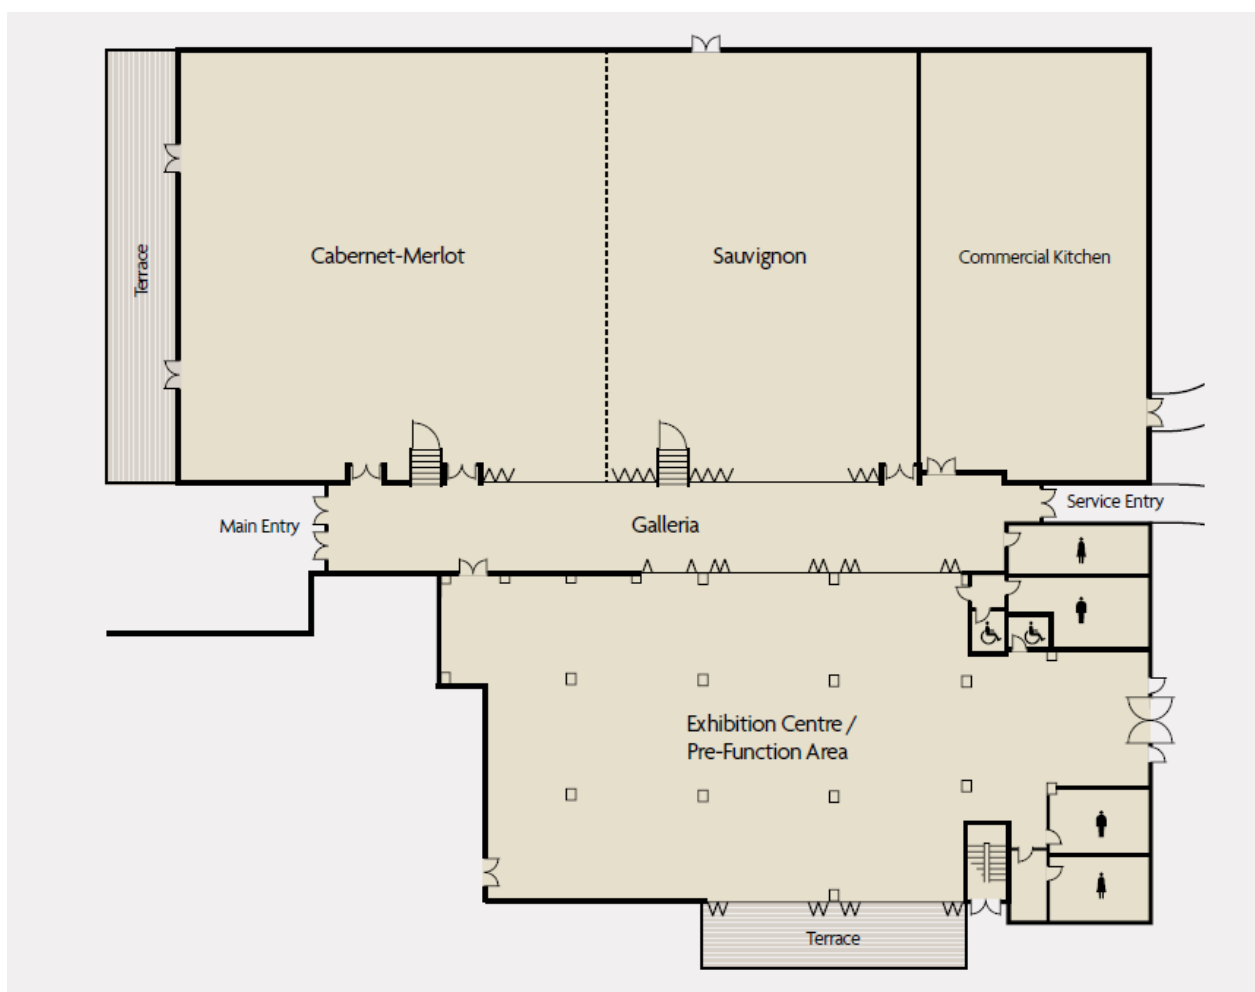 Terrace
Cabernet-Merlot
Sauvignon
Commercial Kitchen
Main Entry
Galleria
Service Entry
Exhibition Centre /
Pre-Function Area
Terrace